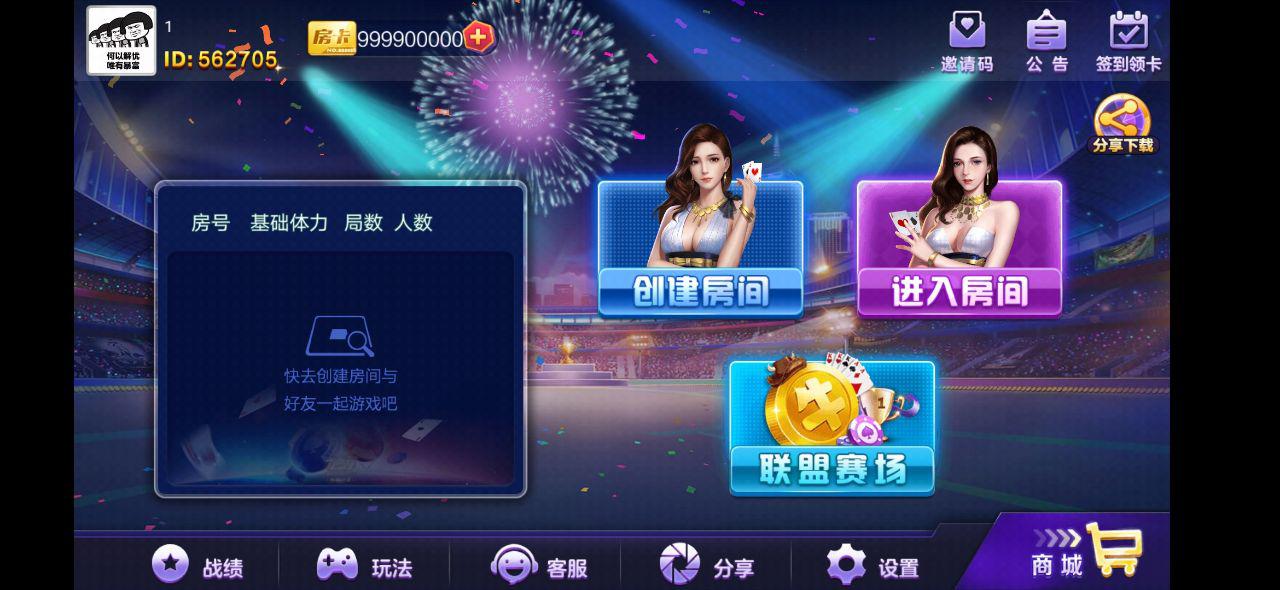 何以解忧
唯有暴富
1
ID: 562705
房卡
999900000
邀请码
公告
签到领卡
分享下载
房号 基础体力 局数 人数
快去创建房间与
好友一起游戏吧
创建房间
进入房间
牛
1
联盟赛场
战绩
玩法
客服
分享
设置
商城